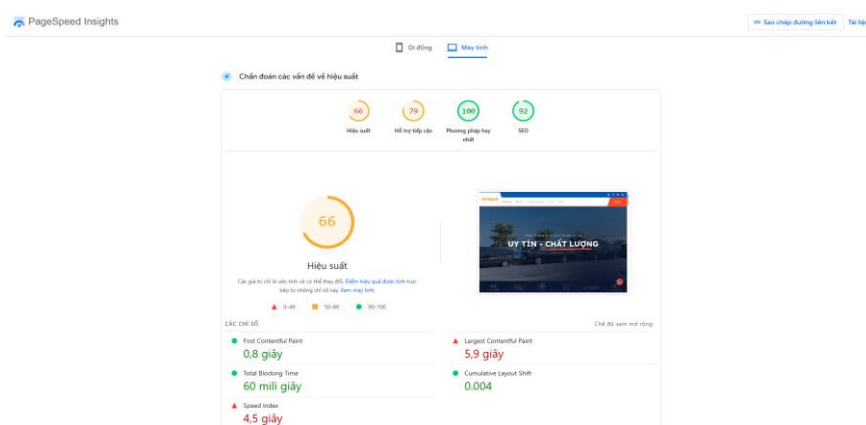 PageSpeed Insights
Sao chép đường liên kết
Tài liệu
Di động
Máy tính
Chẩn đoán các vấn đề về hiệu suất
66
79
100
92
Hiệu suất
Hỗ trợ tiếp cận
Phương pháp hay
nhất
SEO
66
Hiệu suất
Các giá trị chỉ là ước tính và có thể thay đổi. Điểm hiệu quả được tính trực
tiếp từ những chỉ số này. Xem máy tính.
0–49
50–89
90–100
UY TÍN - CHẤT LƯỢNG
CÁC CHỈ SỐ
Chế độ xem mở rộng
First Contentful Paint
0,8 giây
Largest Contentful Paint
5,9 giây
Total Blocking Time
60 mili giây
Cumulative Layout Shift
0.004
Speed Index
4,5 giây